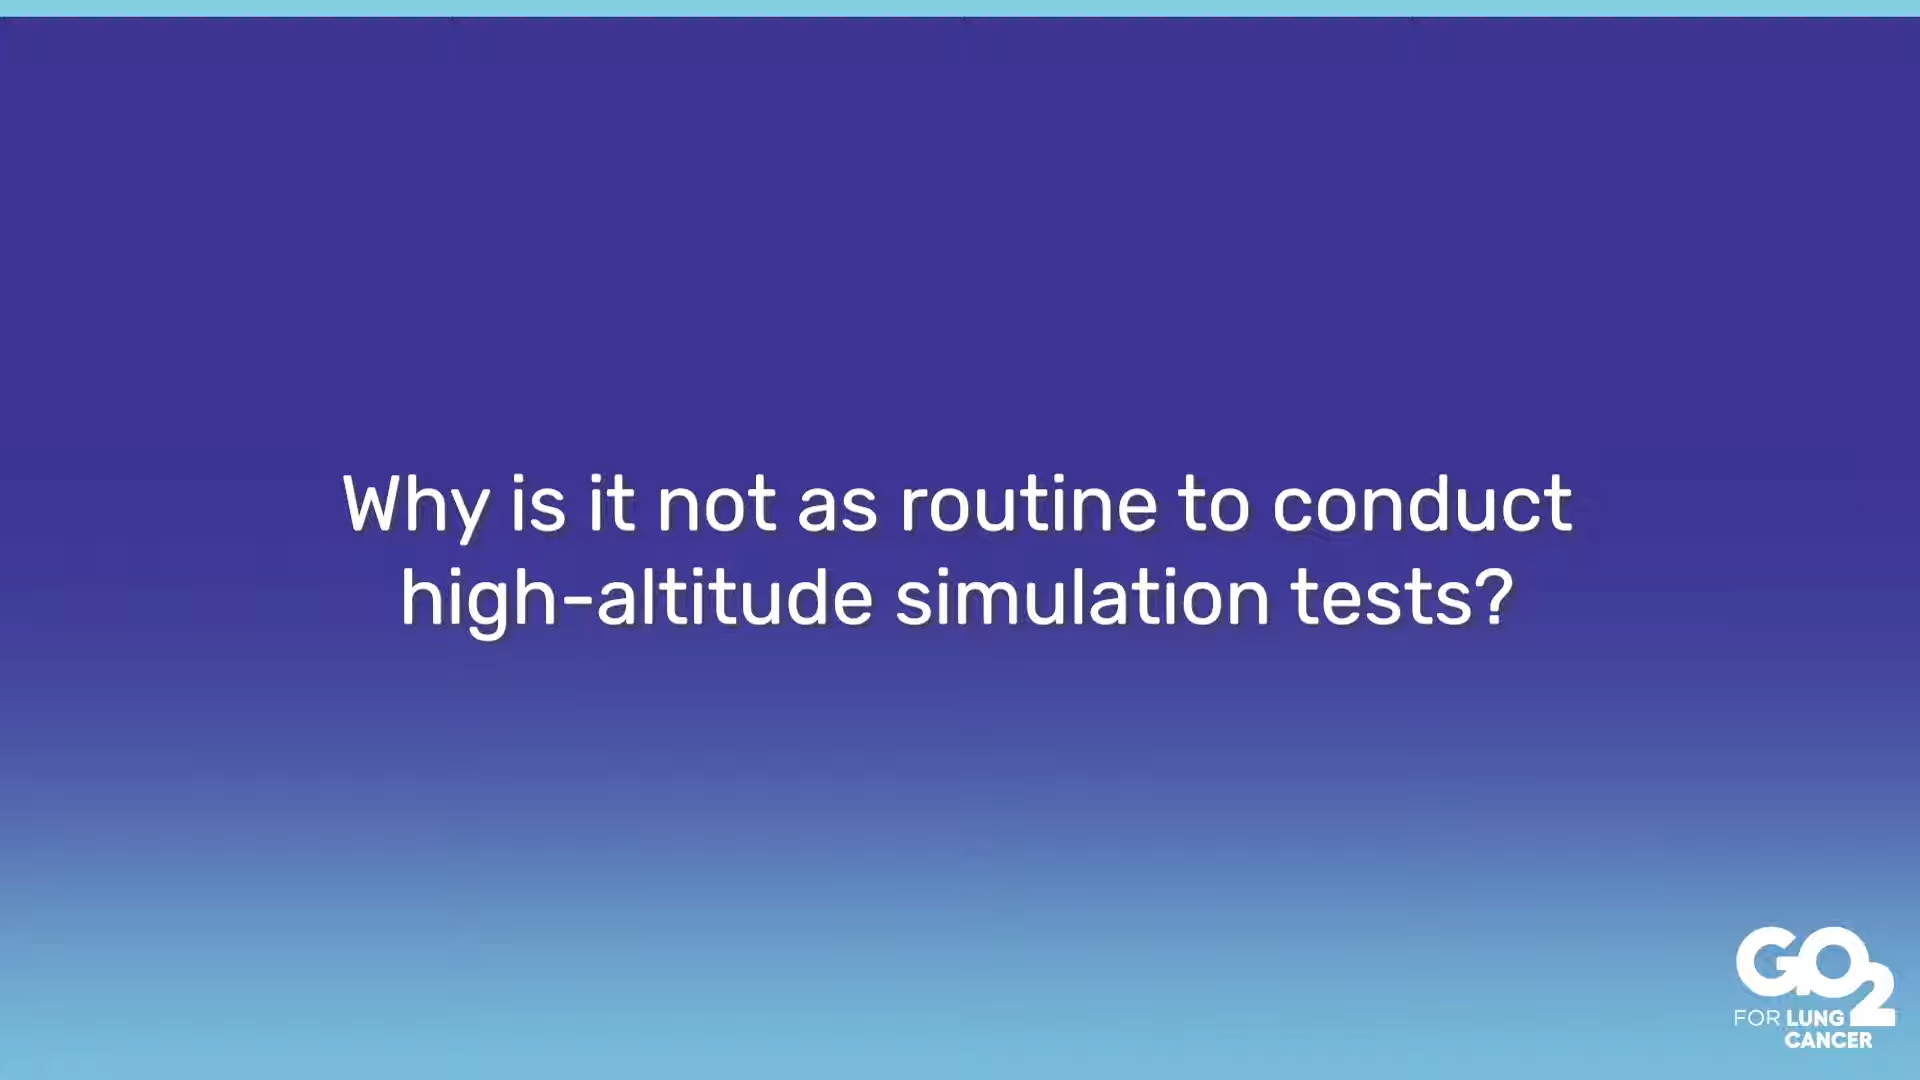 Why is it not as routine to conduct
high-altitude simulation tests?
GO2
FOR LUNG
CANCER